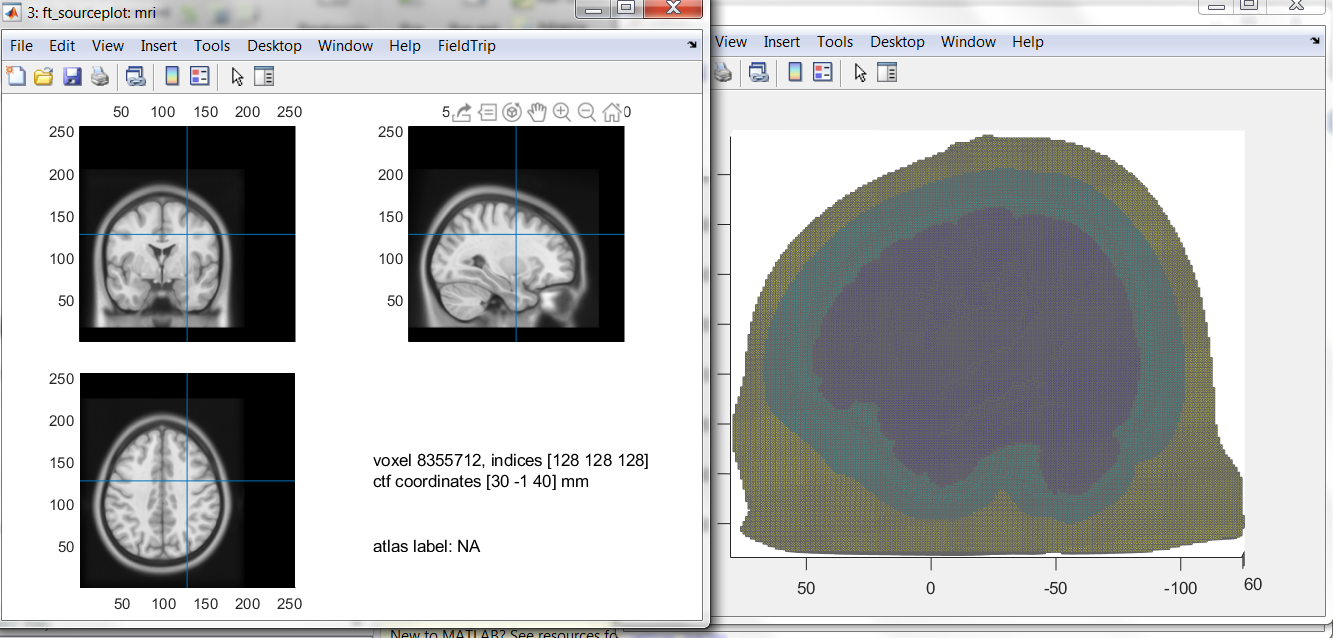 3: ft_sourceplot: mri
File Edit View Insert Tools Desktop Window Help FieldTrip
View Insert Tools Desktop Window Help
50 100 150 200 250
5 0
250
200
150
100
50
250
200
150
100
50
250
200
150
100
50
50 100 150 200 250
voxel 8355712, indices [128 128 128]
ctf coordinates [30 -1 40] mm
atlas label: NA
50 0 -50 -100 60
New to MATLAB? See resources fo